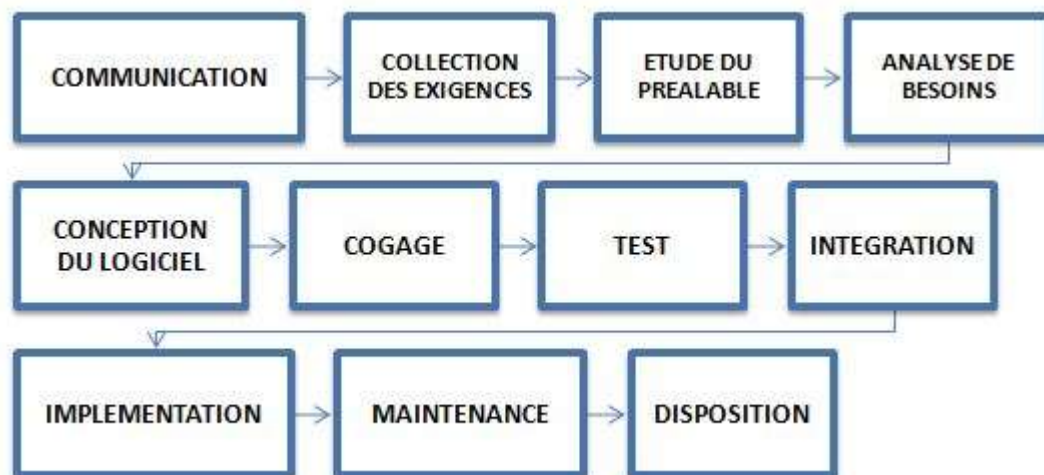 COMMUNICATION
COLLECTION
DES EXIGENCES
ETUDE DU
PREALABLE
ANALYSE DE
BESOINS
CONCEPTION
DU LOGICIEL
COGAGE
TEST
INTEGRATION
IMPLEMENTATION
MAINTENANCE
DISPOSITION